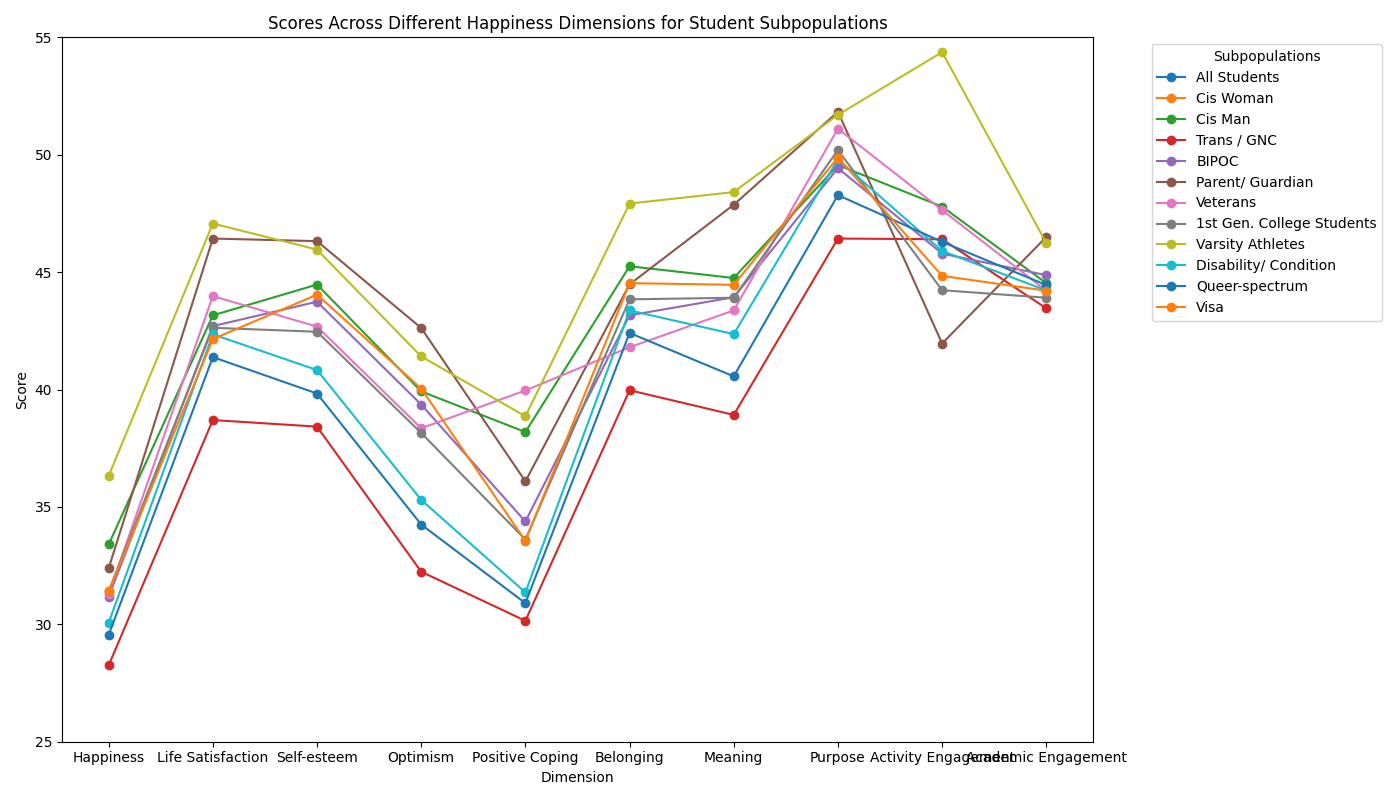 Scores Across Different Happiness Dimensions for Student Subpopulations
55
50
45
40
35
30
25
Score
Happiness
Life Satisfaction
Self-esteem
Optimism
Positive Coping
Belonging
Meaning
Purpose
Activity Engagement
Academic Engagement
Dimension
Subpopulations
All Students
Cis Woman
Cis Man
Trans / GNC
BIPOC
Parent/ Guardian
Veterans
1st Gen. College Students
Varsity Athletes
Disability/ Condition
Queer-spectrum
Visa